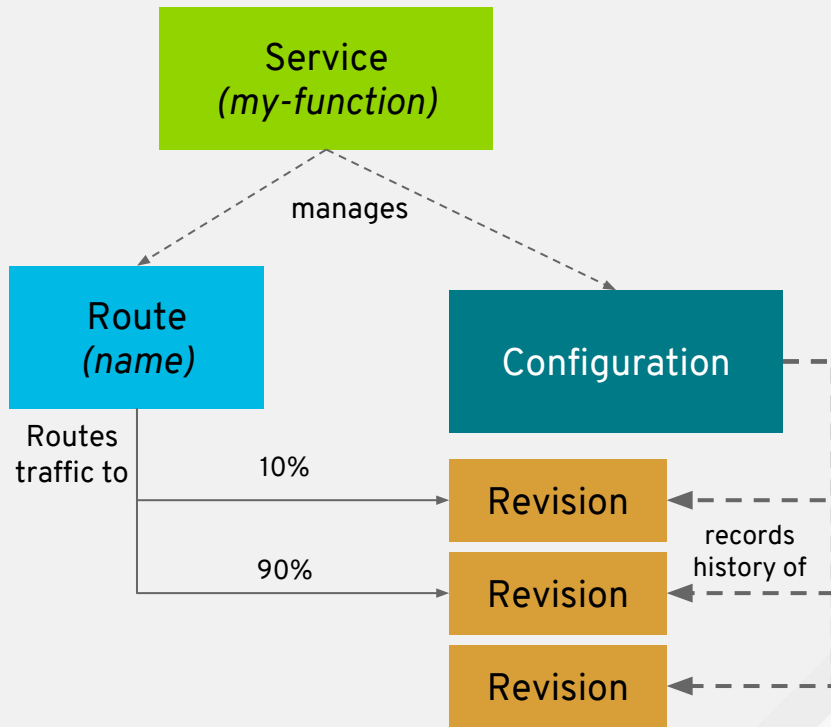 Service
(my-function)
manages
Route
(name)
Configuration
Routes
traffic to
10%
Revision
records
history of
90%
Revision
Revision